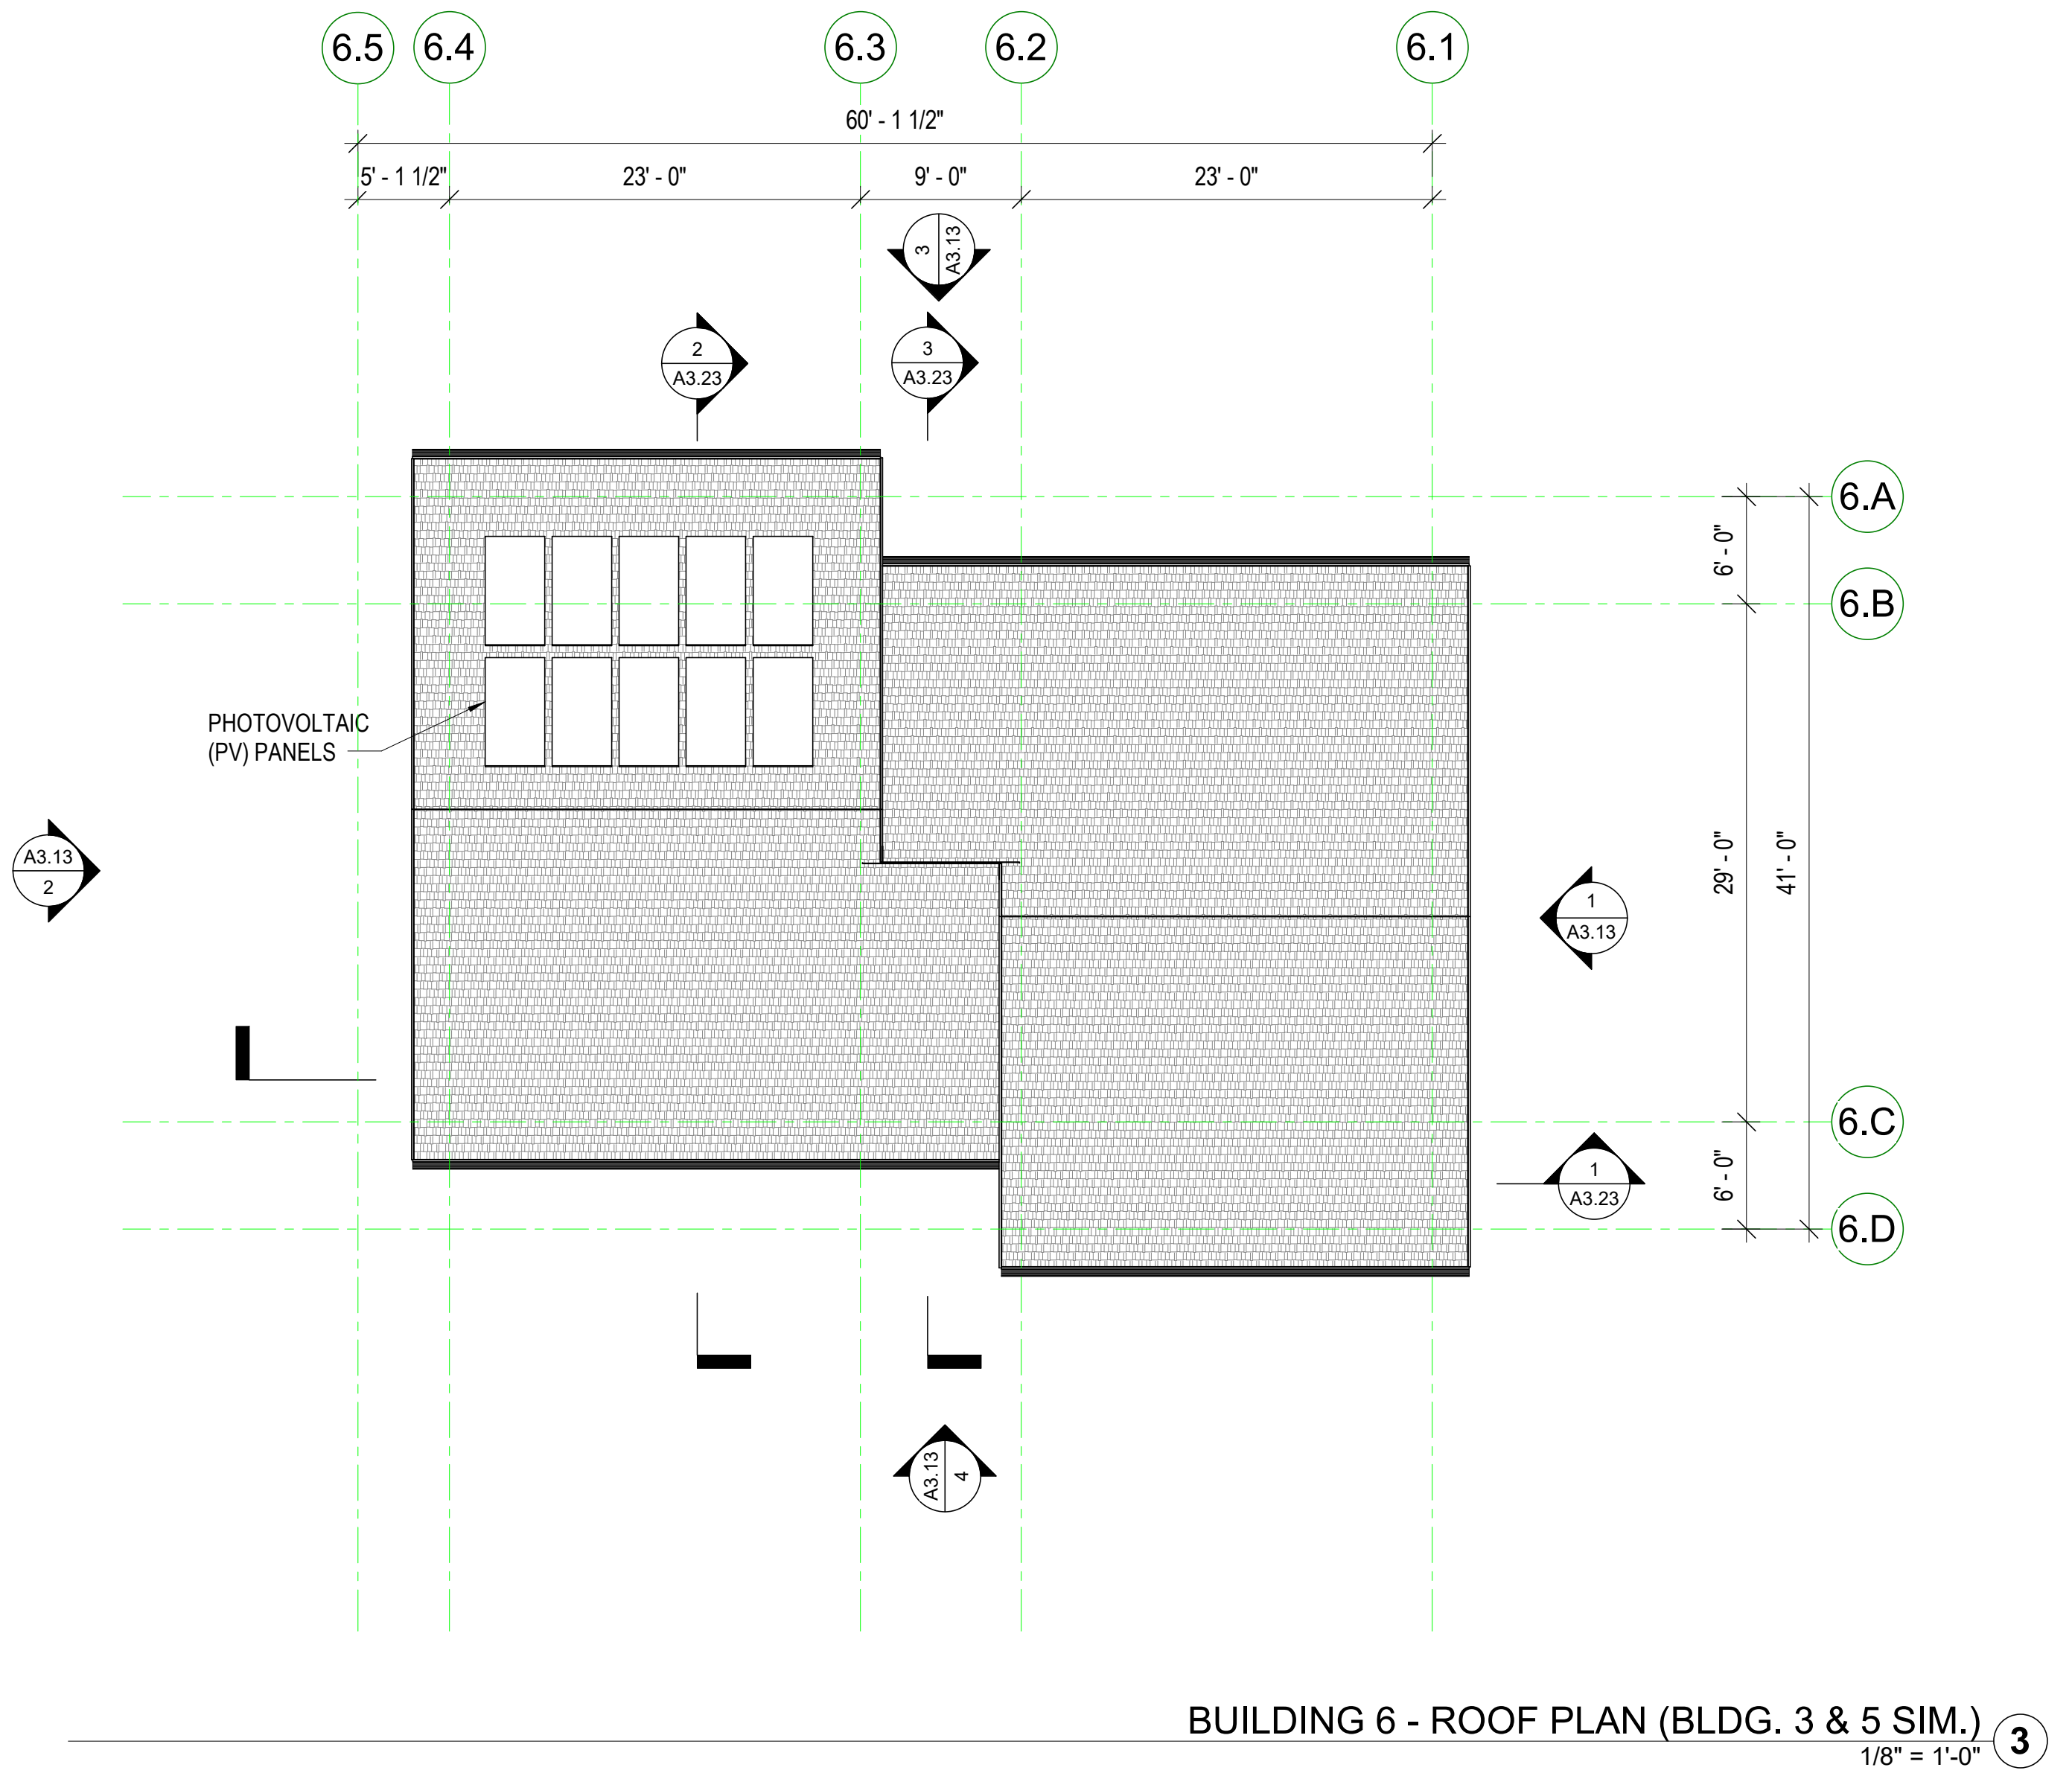 6.5 6.4 6.3 6.2 6.1
60' - 1 1/2"
5' - 1 1/2" 23' - 0" 9' - 0" 23' - 0"
3
A3.13
2
A3.23
3
A3.23
6.A
6' - 0"
6.B
PHOTOVOLTAIC
(PV) PANELS
A3.13
2
29' - 0"
41' - 0"
1
A3.13
6.C
6' - 0"
1
A3.23
6.D
A3.13
4
BUILDING 6 - ROOF PLAN (BLDG. 3 & 5 SIM.)
3
1/8" = 1'-0"